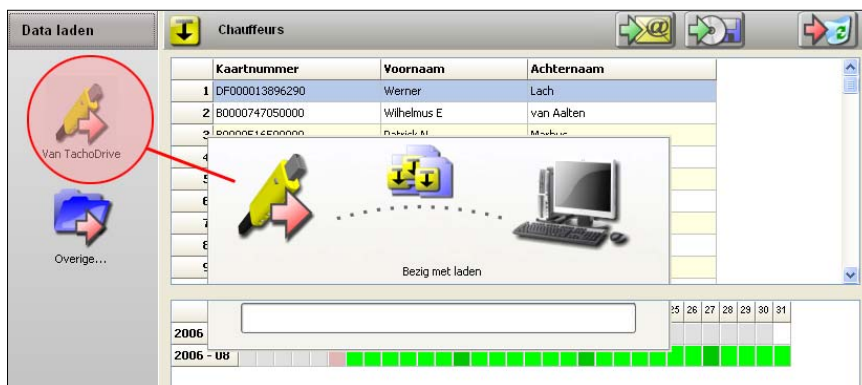 Data laden
Chauffeurs
Van TachoDrive
Overige...
Kaartnummer Voornaam Achternaam
1 DF000013896290 Werner Lach
2 B0000747050000 Wilhelmus E van Aalten
3
Bezig met laden
25 26 27 28 29 30 31
2006
2006 - 08